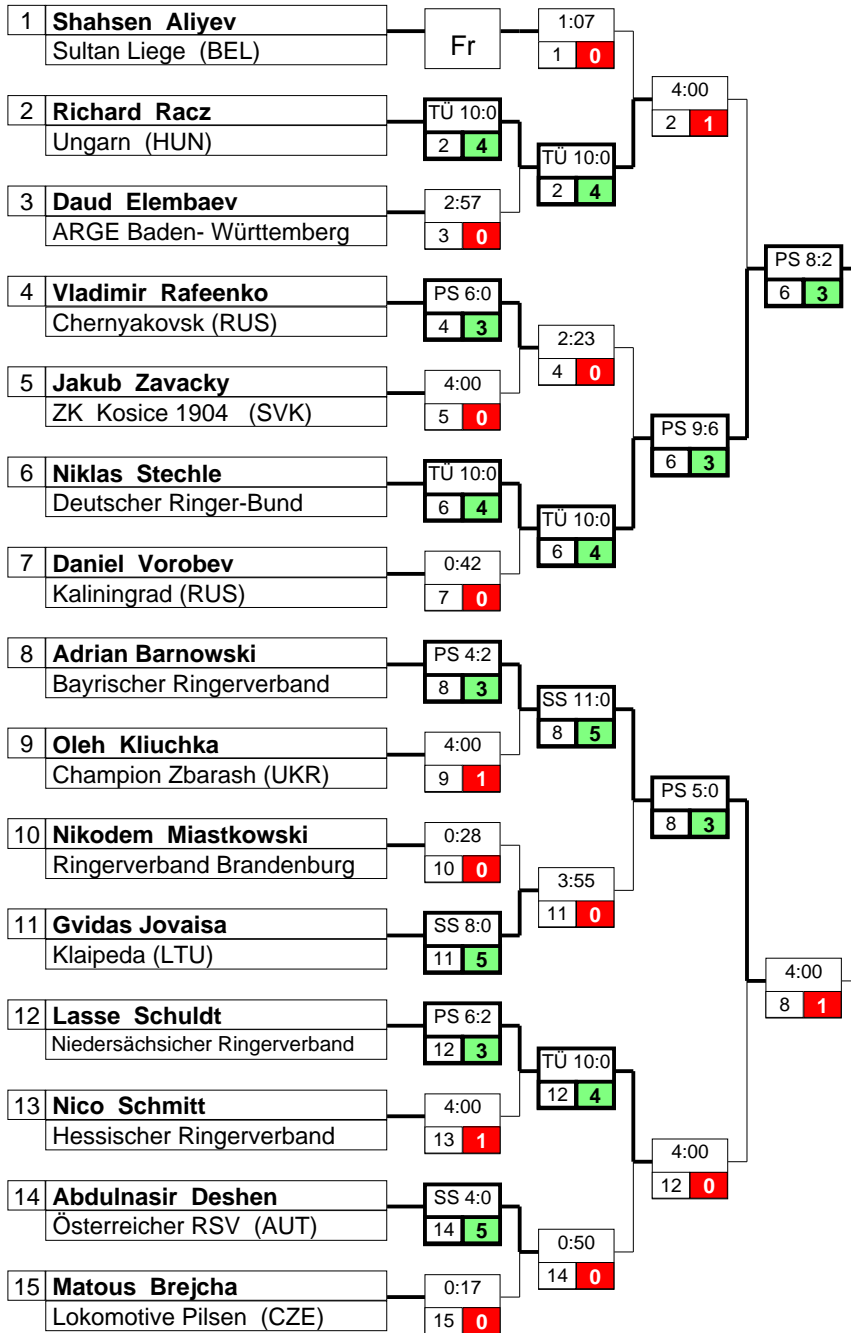 1 Shahsen Aliyev
Sultan Liege (BEL)
Fr
1:07
1 0
4:00
2 1
2 Richard Racz
Ungarn (HUN)
TÜ 10:0
2 4
TÜ 10:0
2 4
3 Daud Elembaev
ARGE Baden- Württemberg
2:57
3 0
PS 8:2
6 3
4 Vladimir Rafeenko
Chernyakovsk (RUS)
PS 6:0
4 3
2:23
4 0
5 Jakub Zavacky
ZK Kosice 1904 (SVK)
4:00
5 0
PS 9:6
6 3
6 Niklas Stechle
Deutscher Ringer-Bund
TÜ 10:0
6 4
TÜ 10:0
6 4
7 Daniel Vorobev
Kaliningrad (RUS)
0:42
7 0
8 Adrian Barnowski
Bayrischer Ringerverband
PS 4:2
8 3
SS 11:0
8 5
9 Oleh Kliuchka
Champion Zbarash (UKR)
4:00
9 1
PS 5:0
8 3
10 Nikodem Miastkowski
Ringerverband Brandenburg
0:28
10 0
3:55
11 0
11 Gvidas Jovaisa
Klaipeda (LTU)
SS 8:0
11 5
4:00
8 1
12 Lasse Schuldt
Niedersächsicher Ringerverband
PS 6:2
12 3
TÜ 10:0
12 4
13 Nico Schmitt
Hessischer Ringerverband
4:00
13 1
4:00
12 0
14 Abdulnasir Deshen
Österreicher RSV (AUT)
SS 4:0
14 5
0:50
14 0
15 Matous Brejcha
Lokomotive Pilsen (CZE)
0:17
15 0